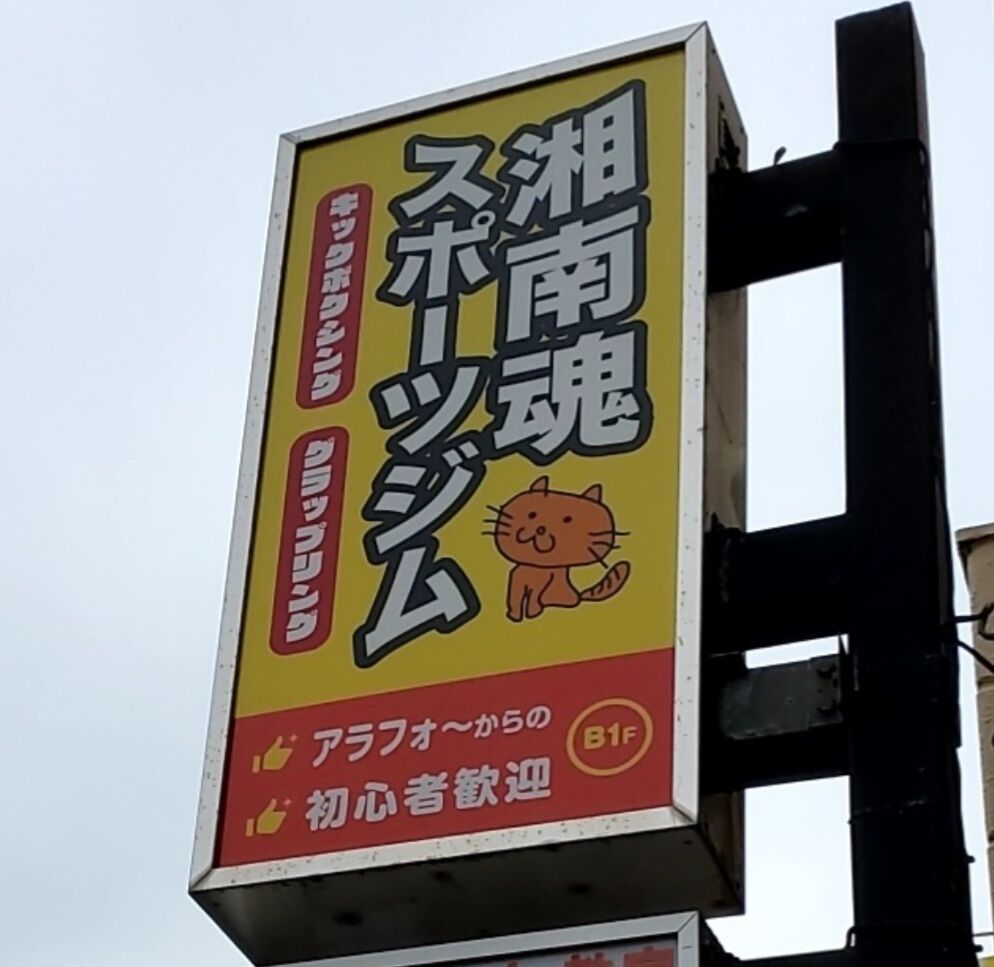 湘南魂
スポーツジム
キックボクシング
グラップリング
アラフォ～からの
初心者歓迎
B1F